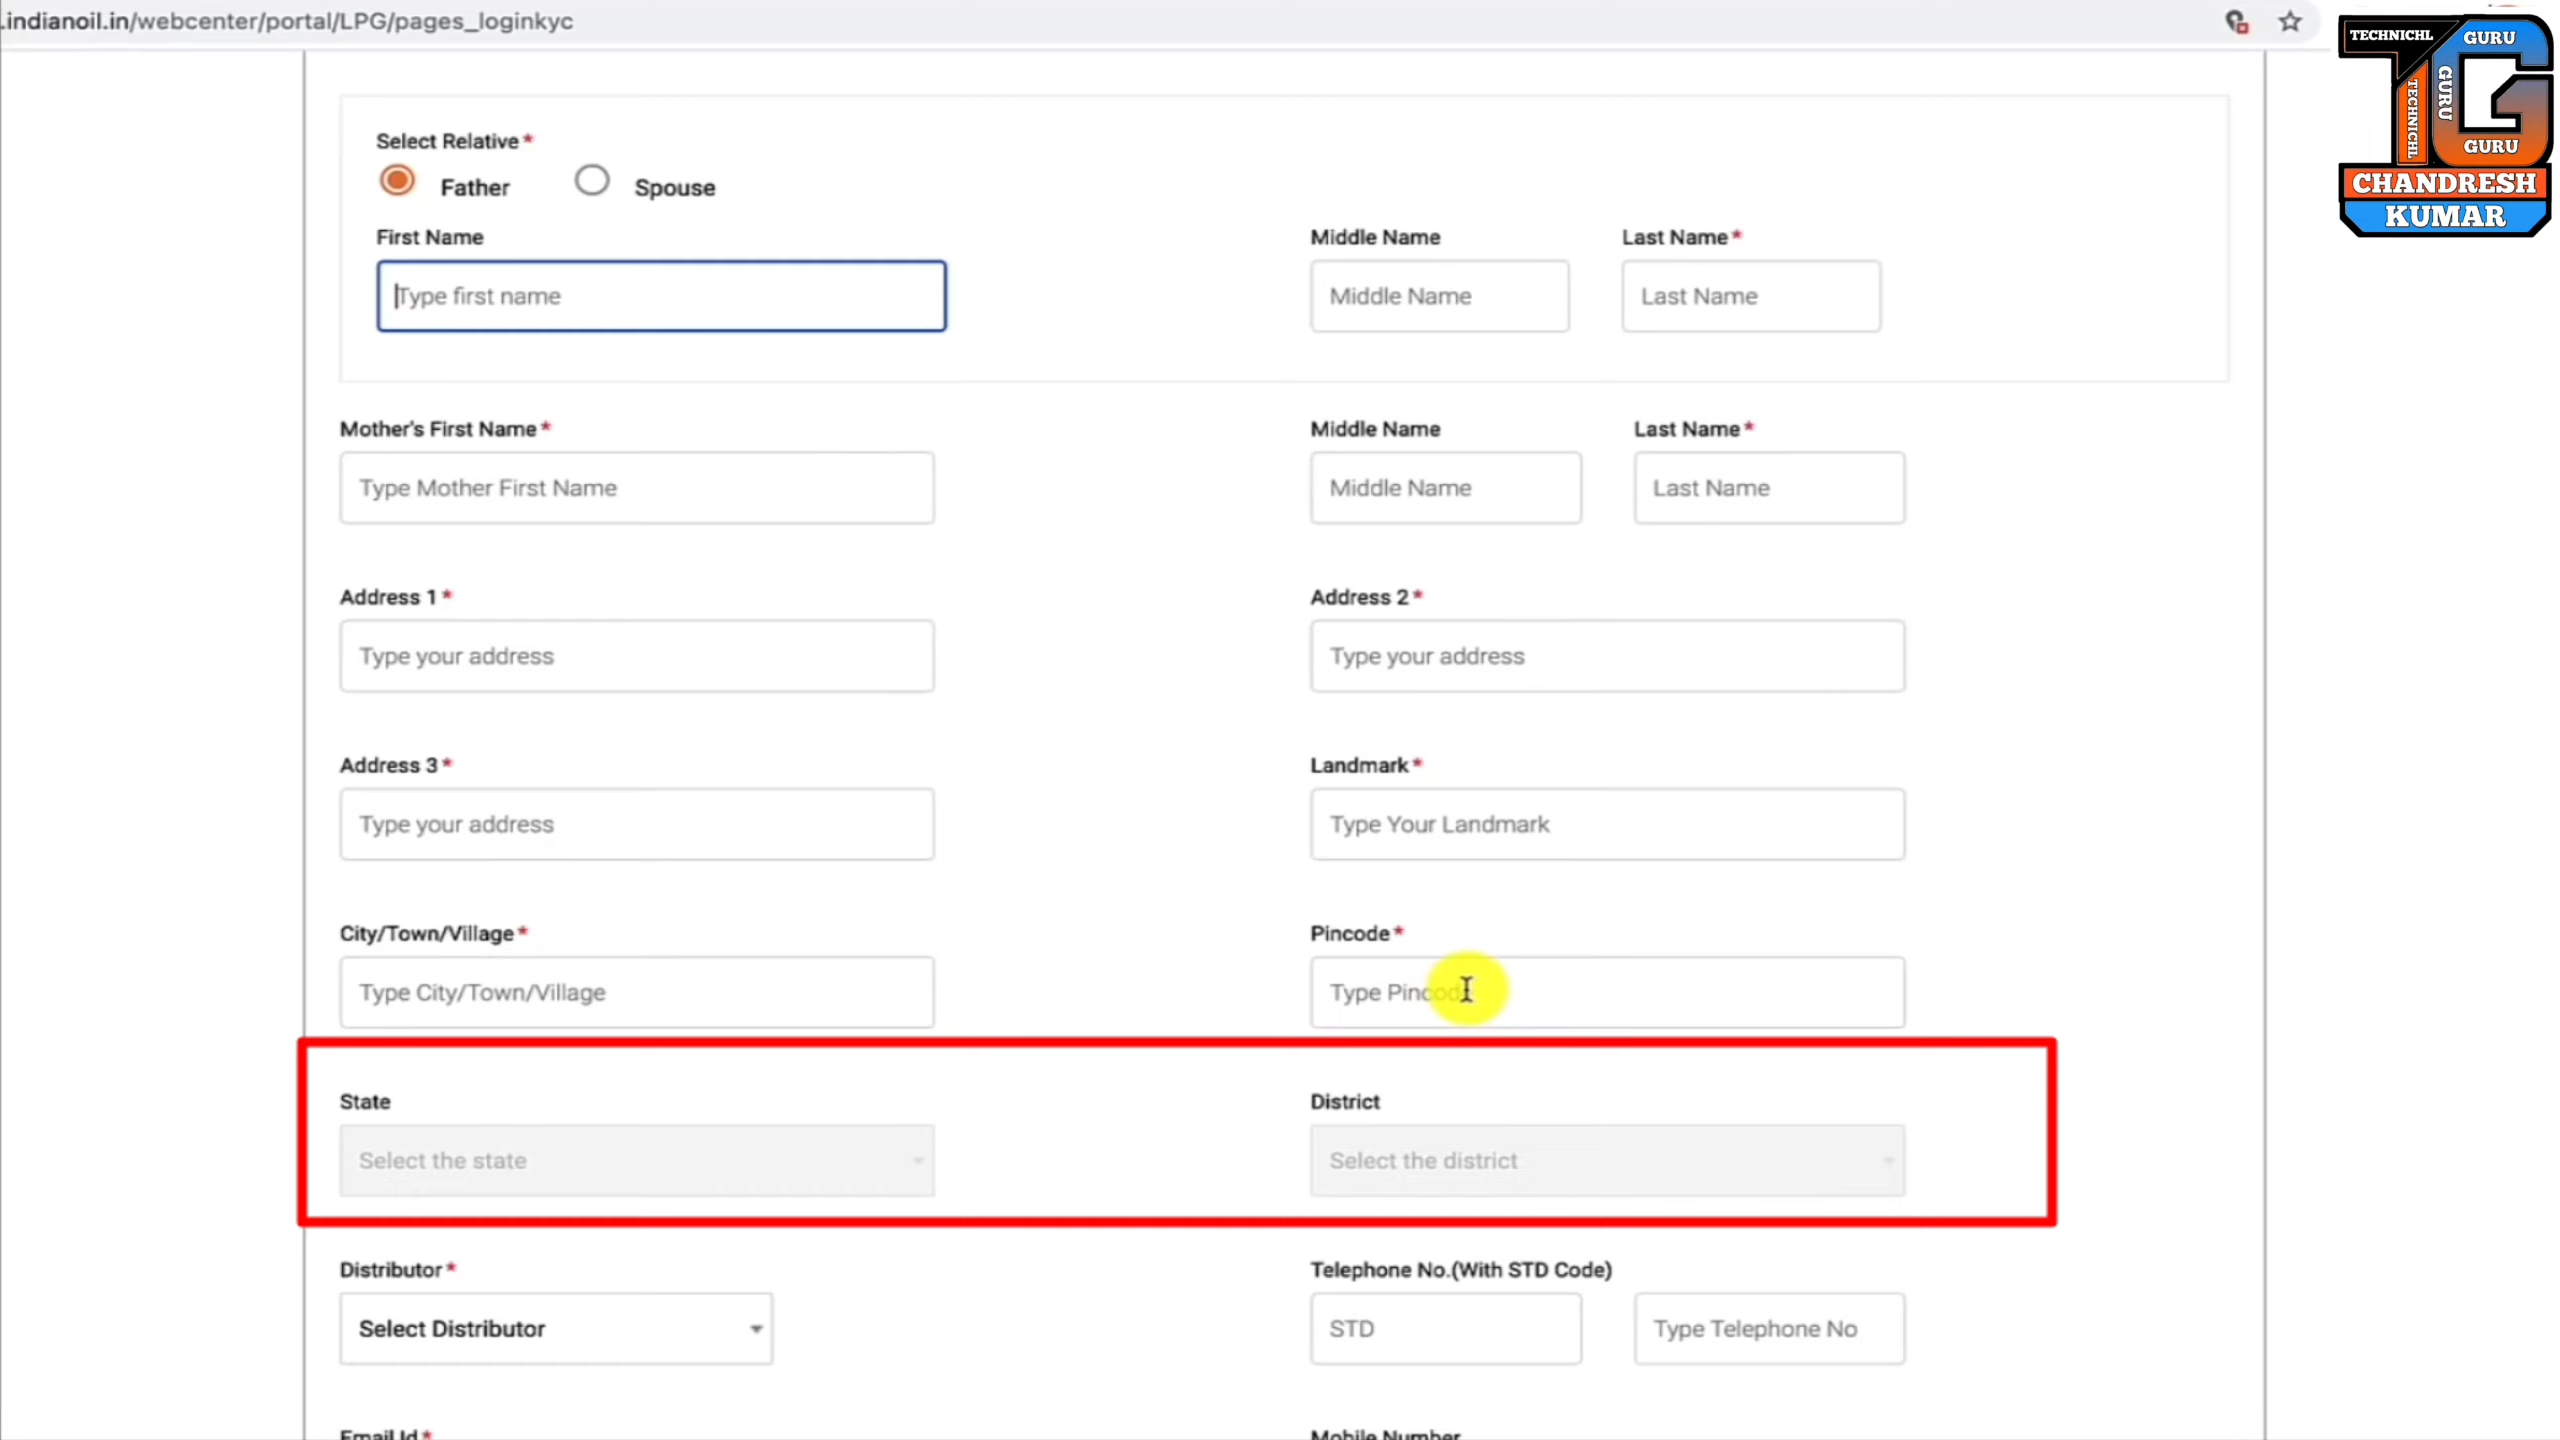 .indianoil.in/webcenter/portal/LPG/pages_loginkyc
TECHNICHL GURU
TECHNICHL GURU
GURU
CHANDRESH
KUMAR
Select Relative*
Father Spouse
First Name Middle Name Last Name*
Type first name Middle Name Last Name
Mother's First Name* Middle Name Last Name*
Type Mother First Name Middle Name Last Name
Address 1* Address 2*
Type your address Type your address
Address 3* Landmark*
Type your address Type Your Landmark
City/Town/Village* Pincode*
Type City/Town/Village Type Pincode
State District
Select the state Select the district
Distributor* Telephone No.(With STD Code)
Select Distributor STD Type Telephone No
Email Id* Mobile Number